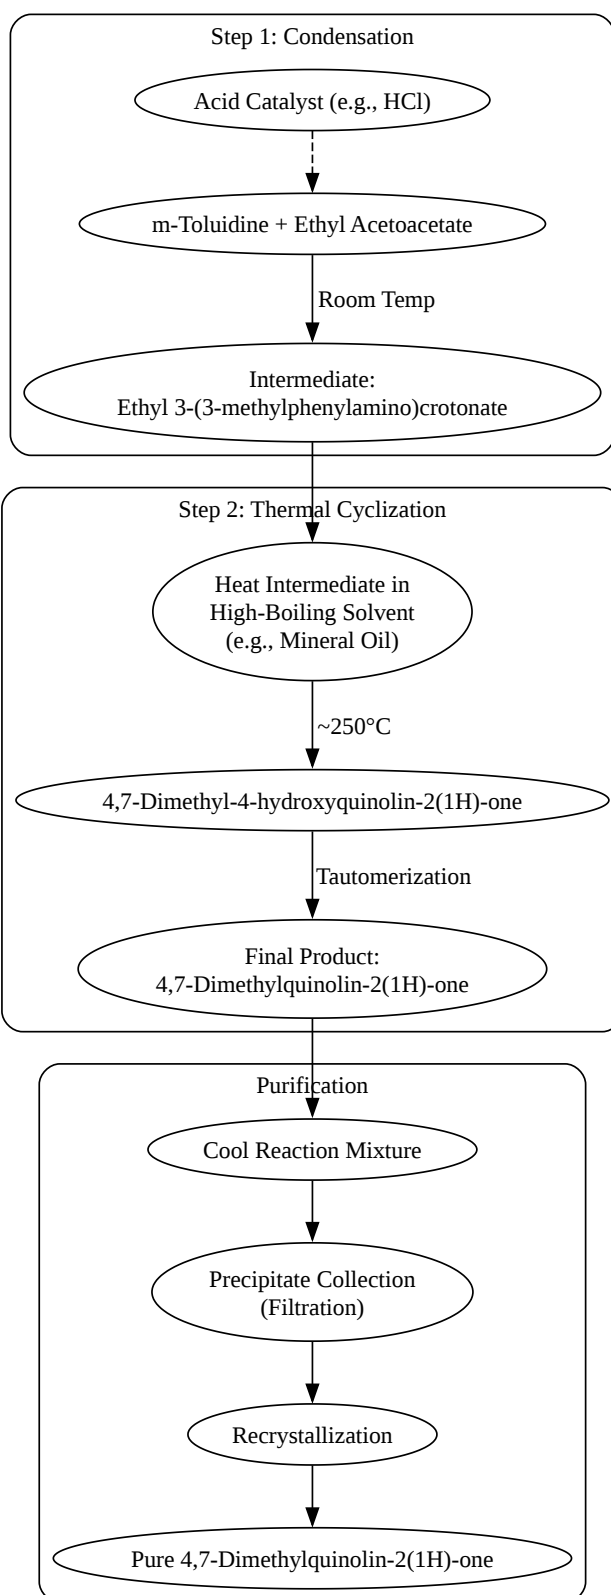 Step 1: Condensation
Acid Catalyst (e.g., HCl)
m-Toluidine + Ethyl Acetoacetate
Room Temp
Intermediate:
Ethyl 3-(3-methylphenylamino)crotonate
Step 2: Thermal Cyclization
Heat Intermediate in
High-Boiling Solvent
(e.g., Mineral Oil)
~250°C
4,7-Dimethyl-4-hydroxyquinolin-2(1H)-one
Tautomerization
Final Product:
4,7-Dimethylquinolin-2(1H)-one
Purification
Cool Reaction Mixture
Precipitate Collection
(Filtration)
Recrystallization
Pure 4,7-Dimethylquinolin-2(1H)-one